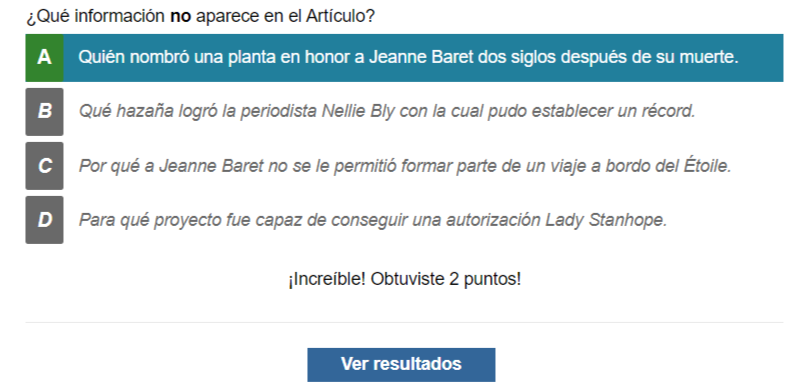 ¿Qué información no aparece en el Artículo?
A Quién nombró una planta en honor a Jeanne Baret dos siglos después de su muerte.
B Qué hazaña logró la periodista Nellie Bly con la cual pudo establecer un récord.
C Por qué a Jeanne Baret no se le permitió formar parte de un viaje a bordo del Étoile.
D Para qué proyecto fue capaz de conseguir una autorización Lady Stanhope.
¡Increíble! Obtuviste 2 puntos!
Ver resultados